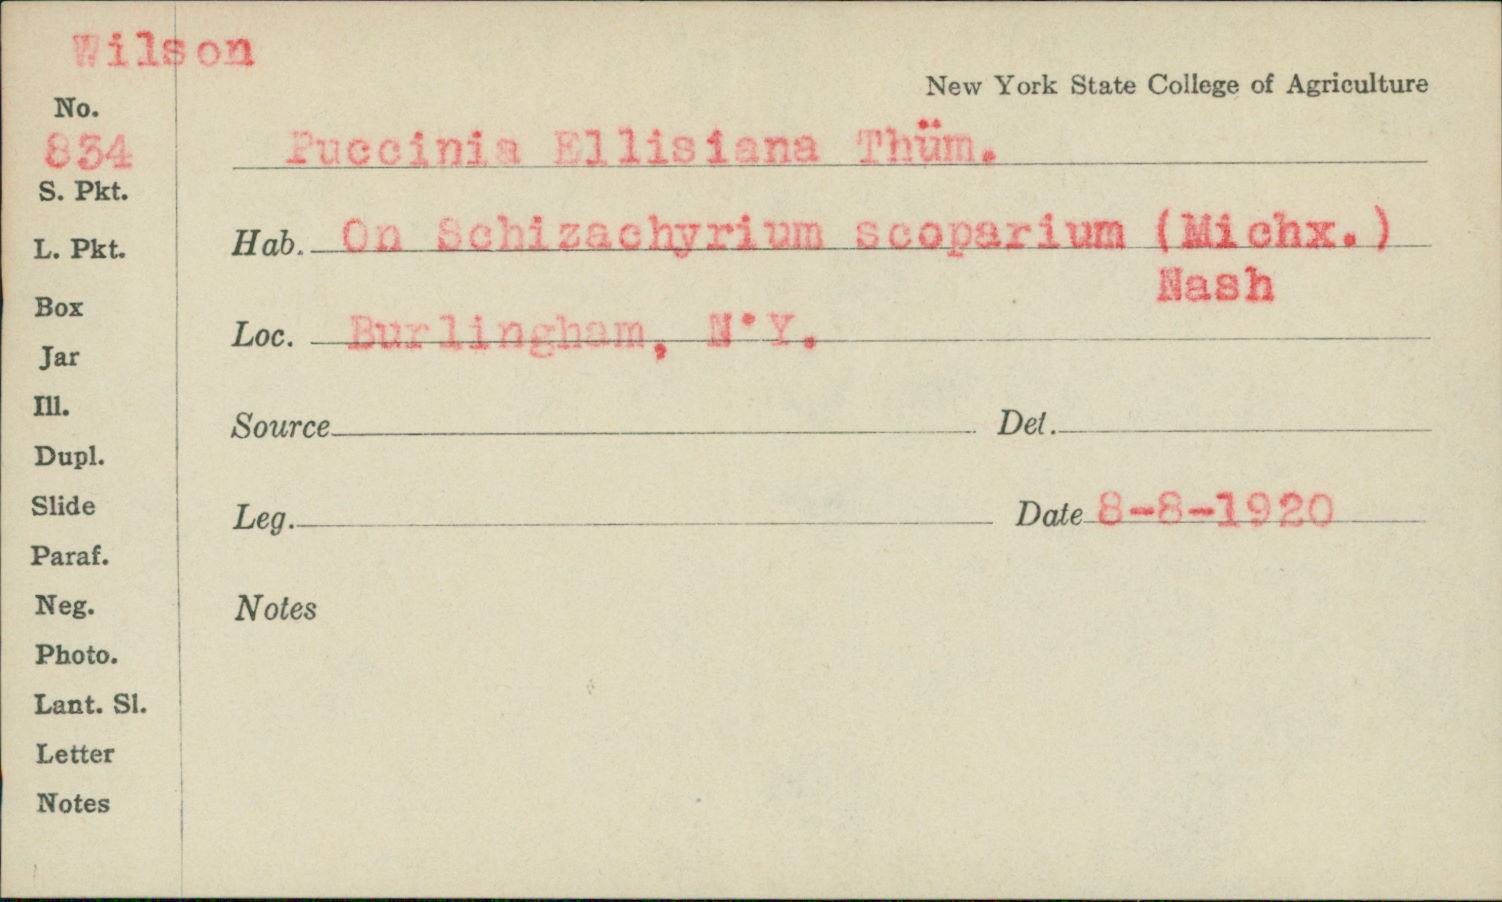 Wilson
New York State College of Agriculture
No.
834
Puccinia Ellisiana Thüm.
S. Pkt.
Hab. On Schizachyrium scoparium (Michx.)
Nash
L. Pkt.
Box
Loc. Burlingham, N.Y.
Jar
Ill.
Source
Det.
Dupl.
Slide
Leg.
Date 8-8-1920
Paraf.
Neg.
Notes
Photo.
Lant. Sl.
Letter
Notes